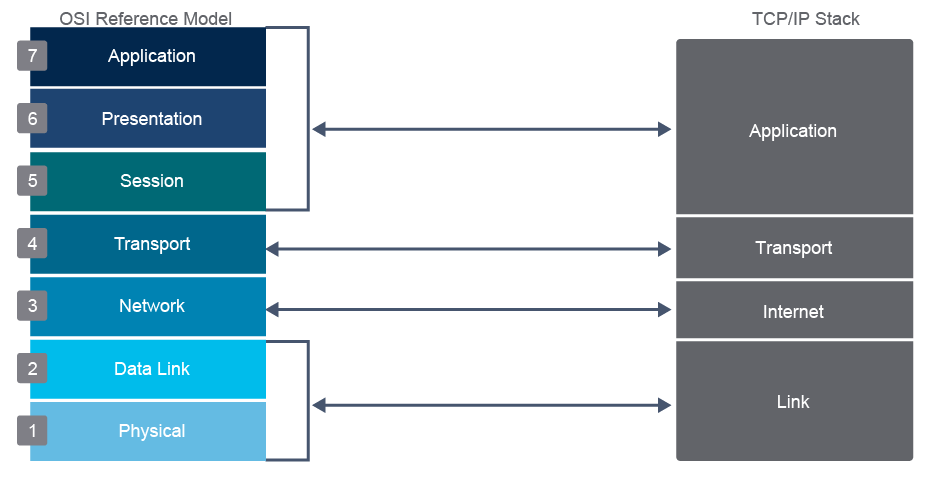 OSI Reference Model
TCP/IP Stack
7 Application
6 Presentation
Application
5 Session
4 Transport
Transport
3 Network
Internet
2 Data Link
Link
1 Physical